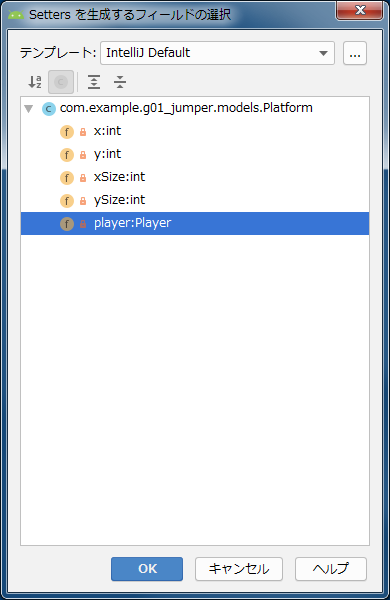 Setters を生成するフィールドの選択
テンプレート: IntelliJ Default ...
com.example.g01_jumper.models.Platform
x:int
y:int
xSize:int
ySize:int
player:Player
OK キャンセル ヘルプ